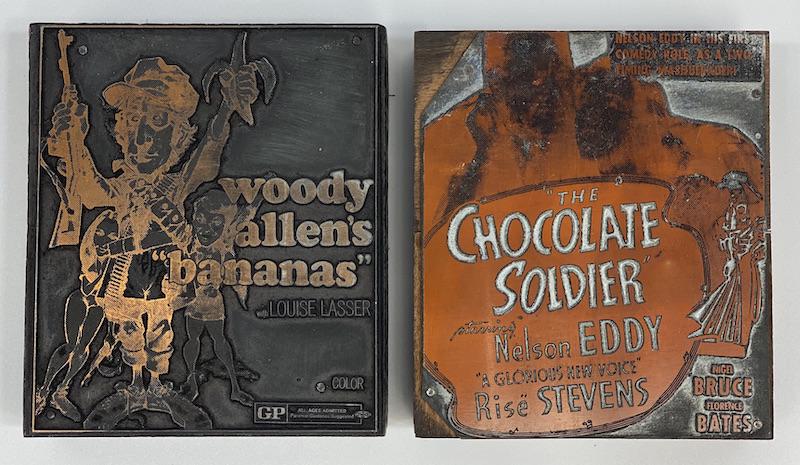 woody
allen's
"bananas"
with LOUISE LASSER
COLOR
GP
ALL AGES ADMITTED
Parental Guidance Suggested
NELSON EDDY IN HIS FIRST
COMEDY ROLE AS A TWO
TIMING MASQUERADER!
"THE
CHOCOLATE
SOLDIER"
starring
Nelson EDDY
"A GLORIOUS NEW VOICE"
Risë STEVENS
NIGEL
BRUCE
FLORENCE
BATES